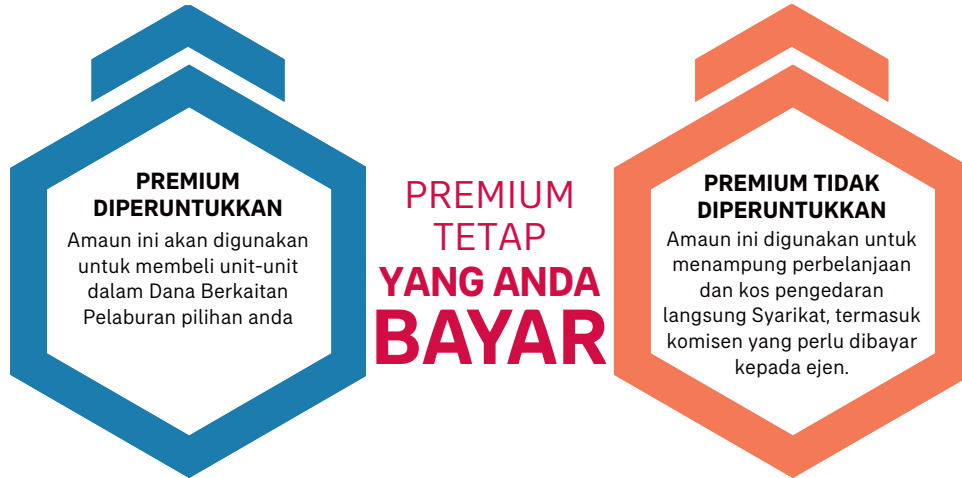 PREMIUM
DIPERUNTUKKAN
Amaun ini akan digunakan
untuk membeli unit-unit
dalam Dana Berkaitan
Pelaburan pilihan anda
PREMIUM
TETAP
YANG ANDA
BAYAR
PREMIUM TIDAK
DIPERUNTUKKAN
Amaun ini digunakan untuk
menampung perbelanjaan
dan kos pengedaran
langsung Syarikat, termasuk
komisen yang perlu dibayar
kepada ejen.